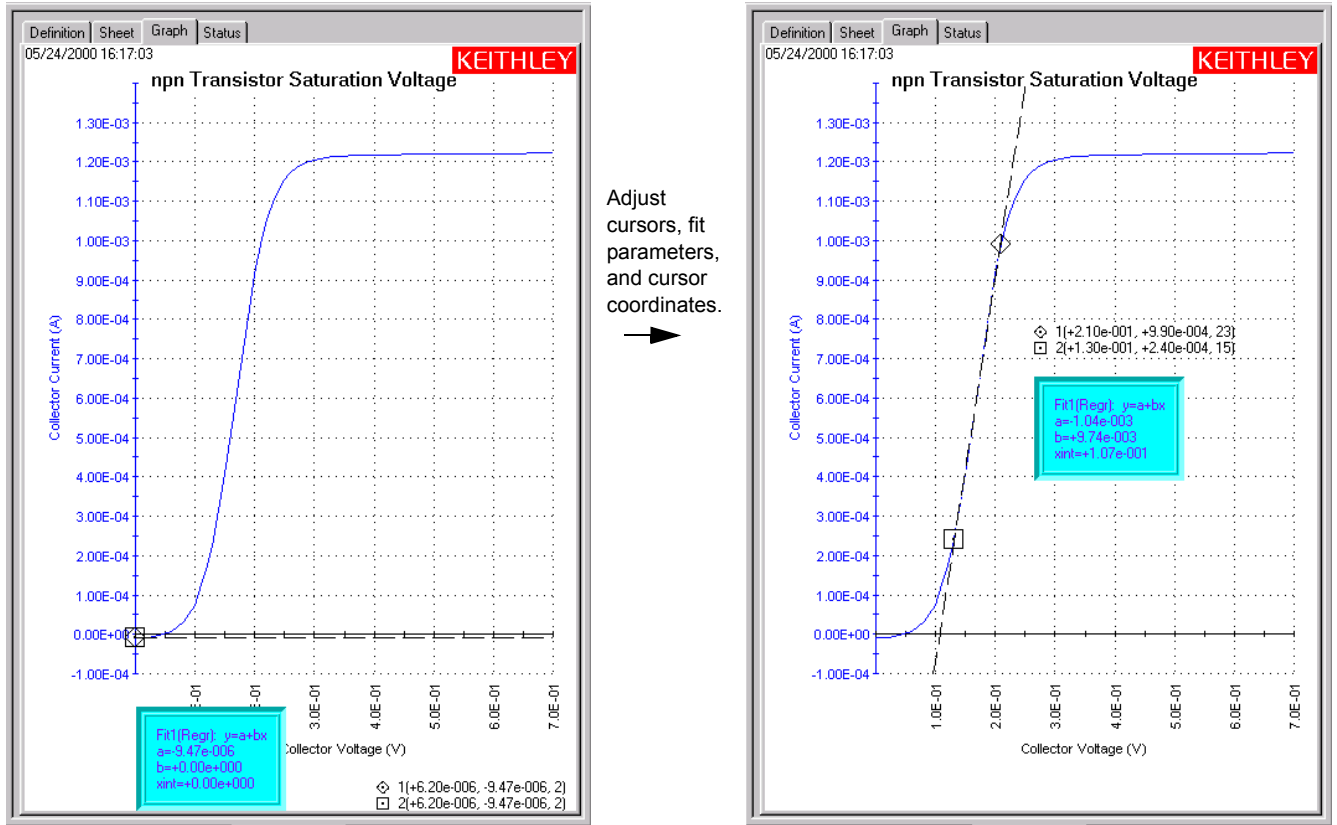 Definition Sheet Graph Status
05/24/2000 16:17:03
KEITHLEY
npn Transistor Saturation Voltage
1.30E-03
1.20E-03
1.10E-03
1.00E-03
9.00E-04
8.00E-04
7.00E-04
6.00E-04
5.00E-04
4.00E-04
3.00E-04
2.00E-04
1.00E-04
0.00E+00
-1.00E-04
Collector Current (A)
3.0E-01
4.0E-01
5.0E-01
6.0E-01
7.0E-01
Collector Voltage (V)
Fit1(Regr): y=a+bx
a=-9.47e-006
b=+0.00e+000
xint=+0.00e+000
1(+6.20e-006, -9.47e-006, 2)
2(+6.20e-006, -9.47e-006, 2)
Adjust
cursors, fit
parameters,
and cursor
coordinates.
Definition Sheet Graph Status
05/24/2000 16:17:03
KEITHLEY
npn Transistor Saturation Voltage
1.30E-03
1.20E-03
1.10E-03
1.00E-03
9.00E-04
8.00E-04
7.00E-04
6.00E-04
5.00E-04
4.00E-04
3.00E-04
2.00E-04
1.00E-04
0.00E+00
-1.00E-04
Collector Current (A)
1(+2.10e-001, +9.90e-004, 23)
2(+1.30e-001, +2.40e-004, 15)
Fit1(Regr): y=a+bx
a=-1.04e-003
b=+9.74e-003
xint=+1.07e-001
1.0E-01
2.0E-01
3.0E-01
4.0E-01
5.0E-01
6.0E-01
7.0E-01
Collector Voltage (V)